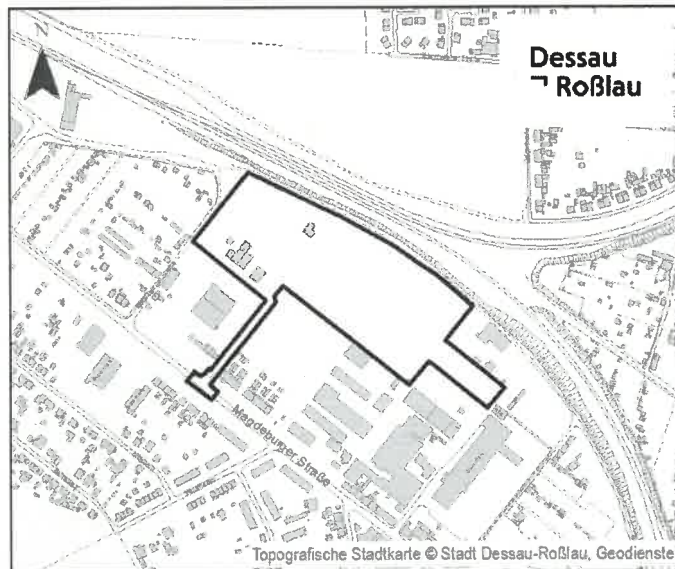 N
Dessau
¬ Roßlau
Magdeburger Straße
Topografische Stadtkarte © Stadt Dessau-Roßlau, Geodienste